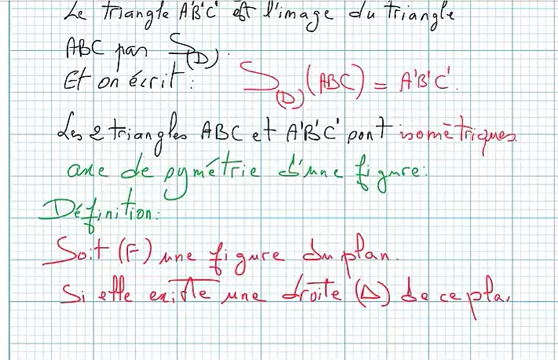 Le triangle A'B'C' est l'image du triangle
ABC par S(D).
Et on écrit : S(D)(ABC) = A'B'C'.
Les 2 triangles ABC et A'B'C' sont isométriques.
axe de symétrie d'une figure:
Définition:
Soit (F) une figure du plan.
Si elle existe une droite (Δ) de ce pla